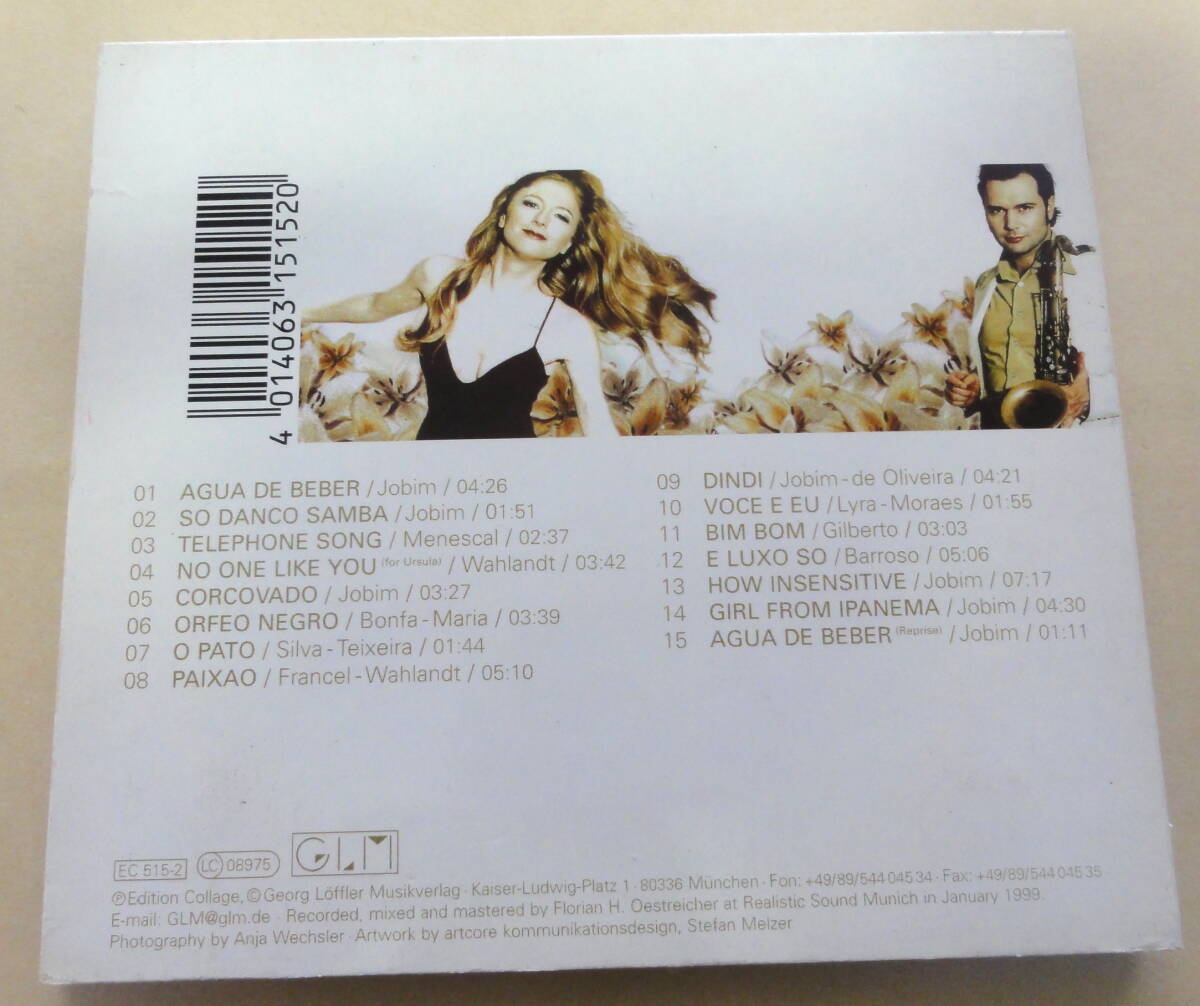 4 014063 151520
01 AGUA DE BEBER / Jobim / 04:26
02 SO DANCO SAMBA / Jobim / 01:51
03 TELEPHONE SONG / Menescal / 02:37
04 NO ONE LIKE YOU (for Ursula) / Wahlandt / 03:42
05 CORCOVADO / Jobim / 03:27
06 ORFEO NEGRO / Bonfa - Maria / 03:39
07 O PATO / Silva - Teixeira / 01:44
08 PAIXAO / Francel - Wahlandt / 05:10
09 DINDI / Jobim - de Oliveira / 04:21
10 VOCE E EU / Lyra - Moraes / 01:55
11 BIM BOM / Gilberto / 03:03
12 E LUXO SO / Barroso / 05:06
13 HOW INSENSITIVE / Jobim / 07:17
14 GIRL FROM IPANEMA / Jobim / 04:30
15 AGUA DE BEBER (Reprise) / Jobim / 01:11
EC 515-2 LC 08975 GLM
℗Edition Collage, © Georg Löffler Musikverlag · Kaiser-Ludwig-Platz 1 · 80336 München · Fon: +49/89/544 045 34 · Fax: +49/89/544 045 35
E-mail: GLM@glm.de · Recorded, mixed and mastered by Florian H. Oestreicher at Realistic Sound Munich in January 1999.
Photography by Anja Wechsler · Artwork by artcore kommunikationsdesign, Stefan Melzer